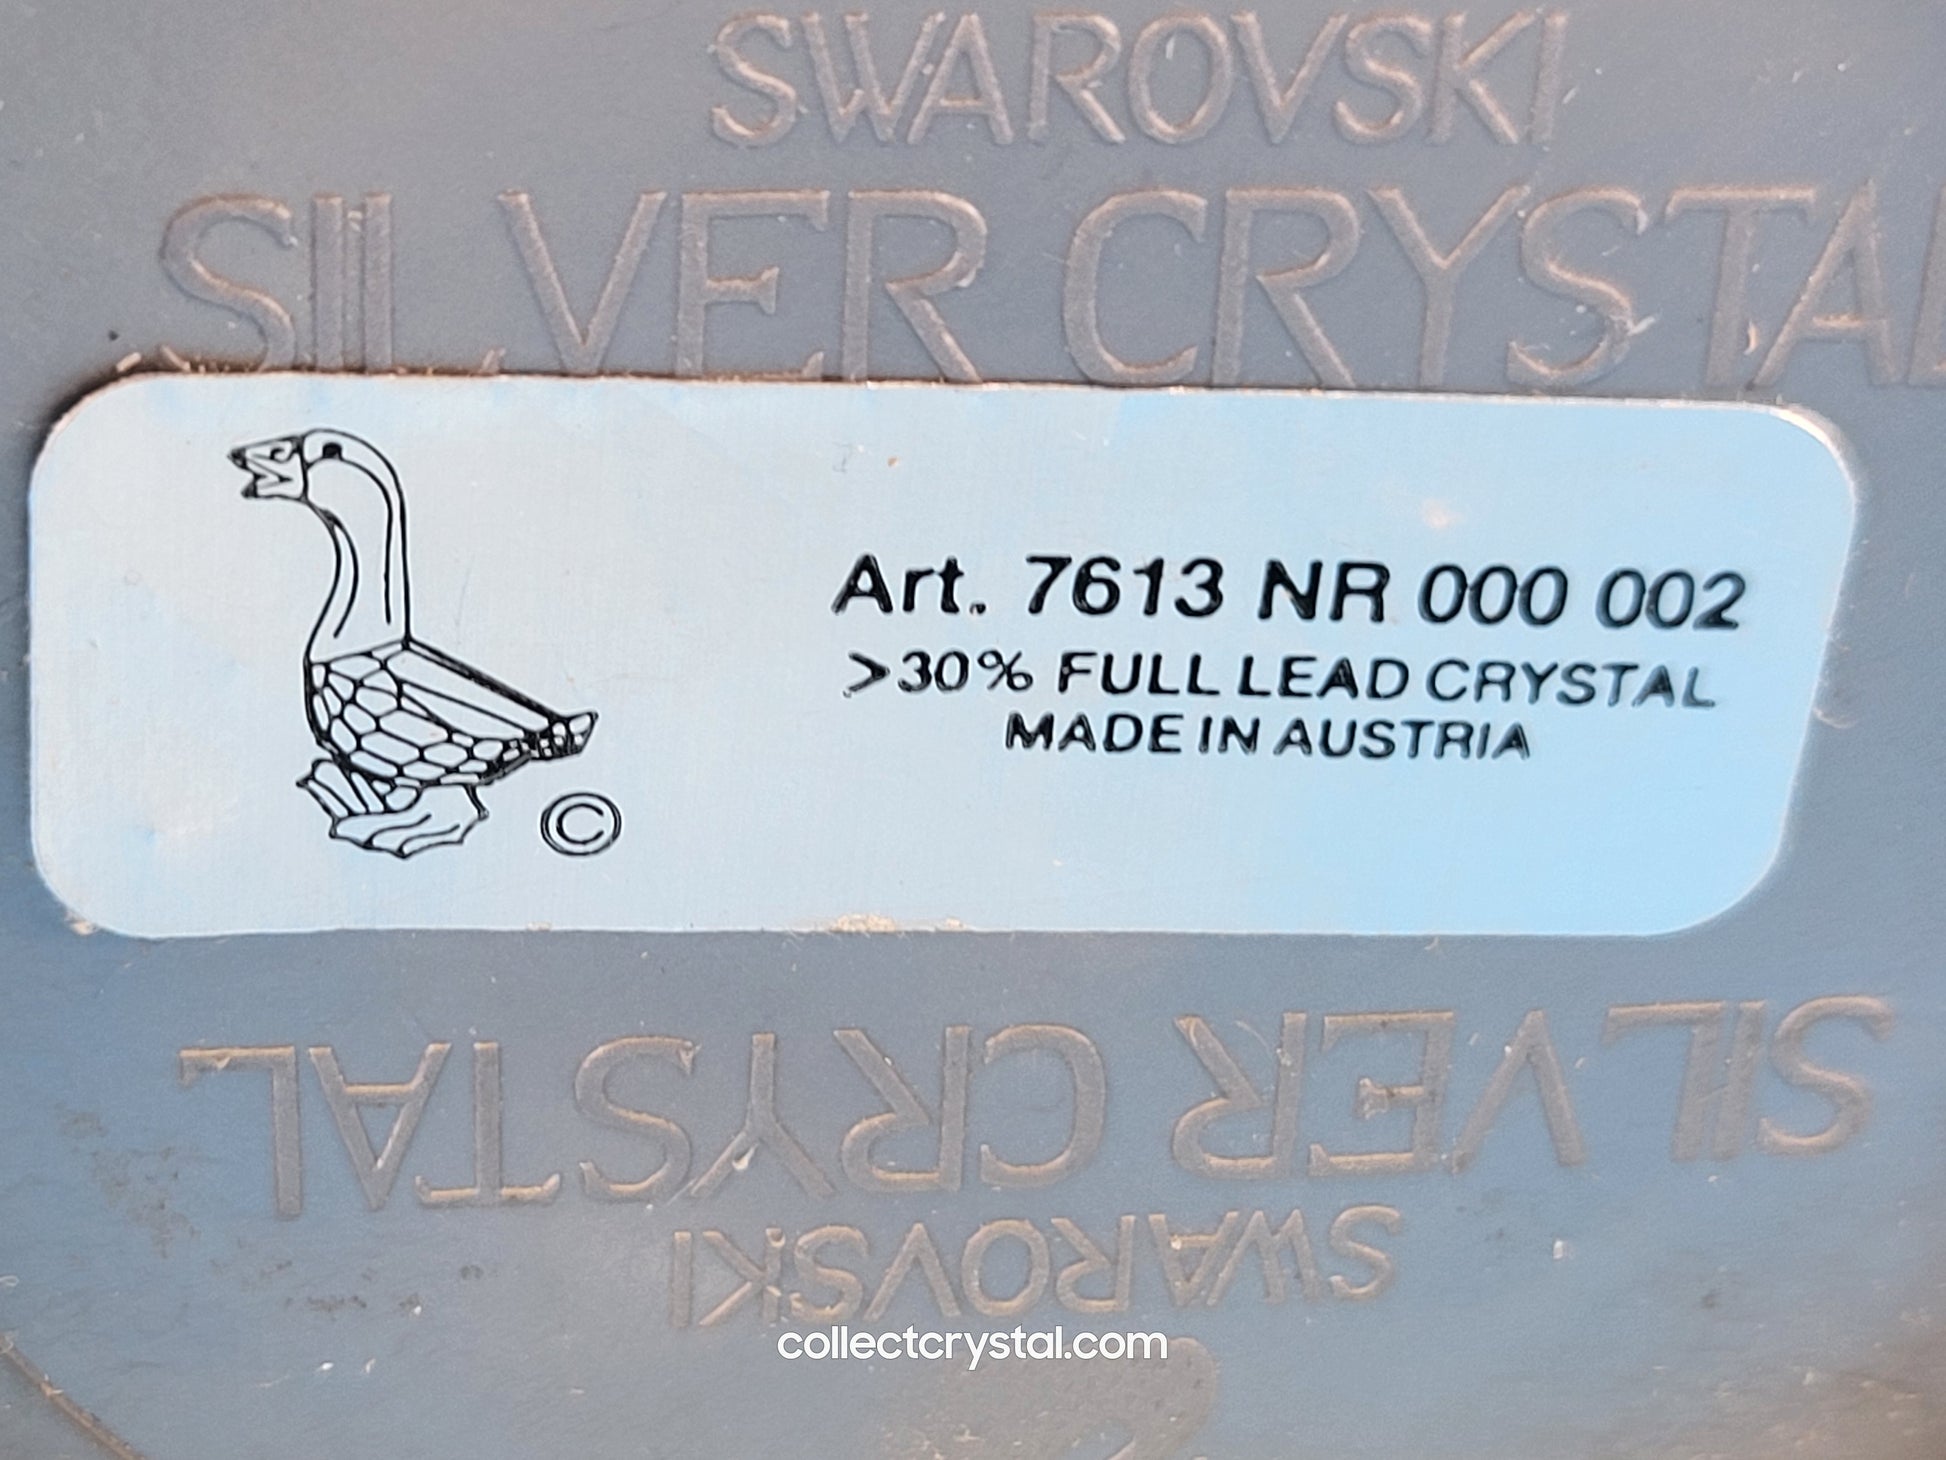 SWAROVSKI
SILVER CRYSTAL
©
Art. 7613 NR 000 002
>30% FULL LEAD CRYSTAL
MADE IN AUSTRIA
SILVER CRYSTAL
SWAROVSKI
collectcrystal.com